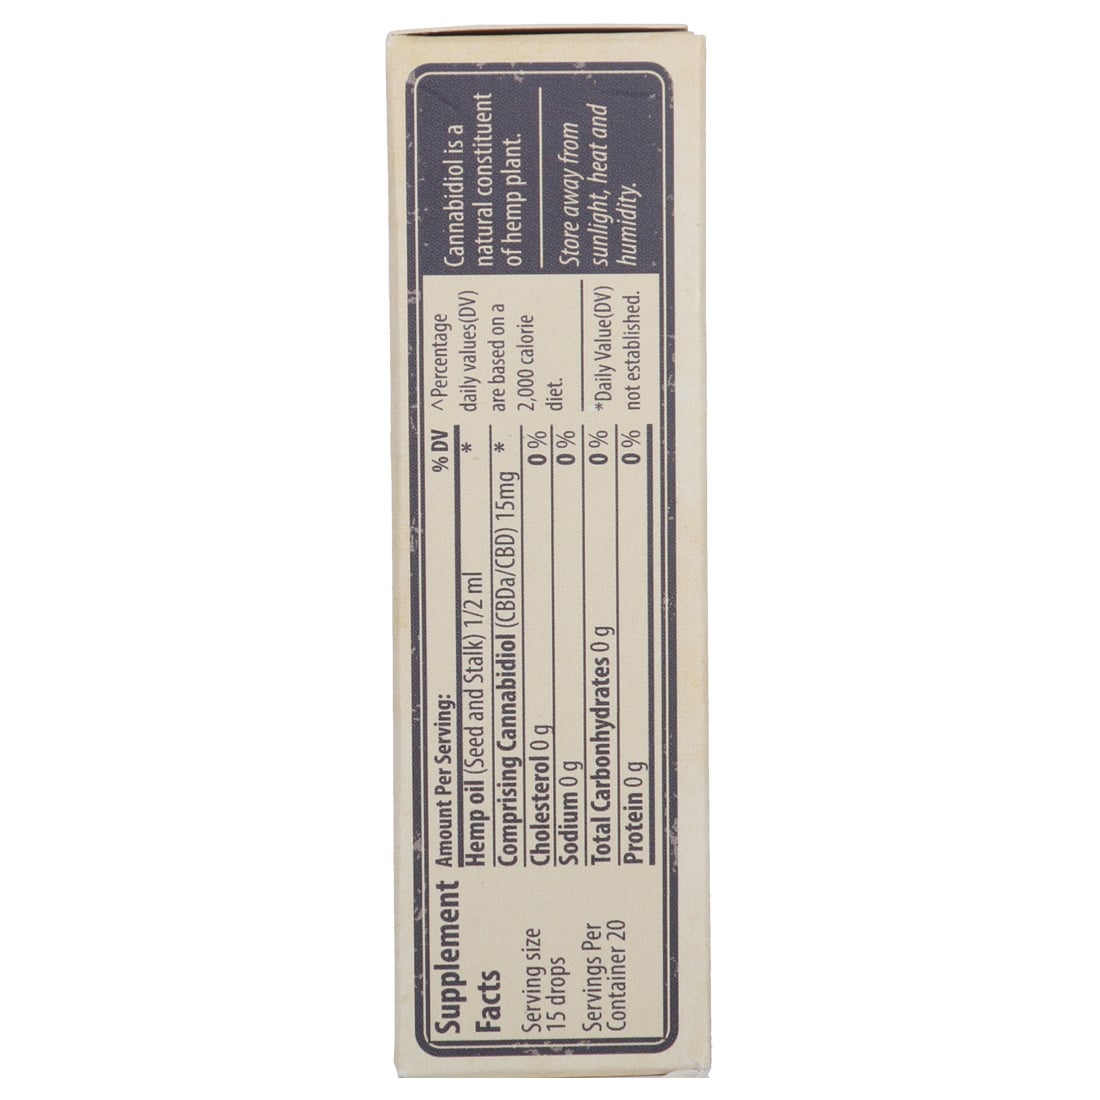 Supplement
Facts
Serving size
15 drops
Servings Per
Container 20
Amount Per Serving: % DV
Hemp oil (Seed and Stalk) 1/2 ml *
Comprising Cannabidiol (CBDa/CBD) 15mg *
Cholesterol 0 g 0 %
Sodium 0 g 0 %
Total Carbonhydrates 0 g 0 %
Protein 0 g 0 %
^Percentage
daily values(DV)
are based on a
2,000 calorie
diet.
*Daily Value(DV)
not established.
Cannabidiol is a
natural constituent
of hemp plant.
Store away from
sunlight, heat and
humidity.